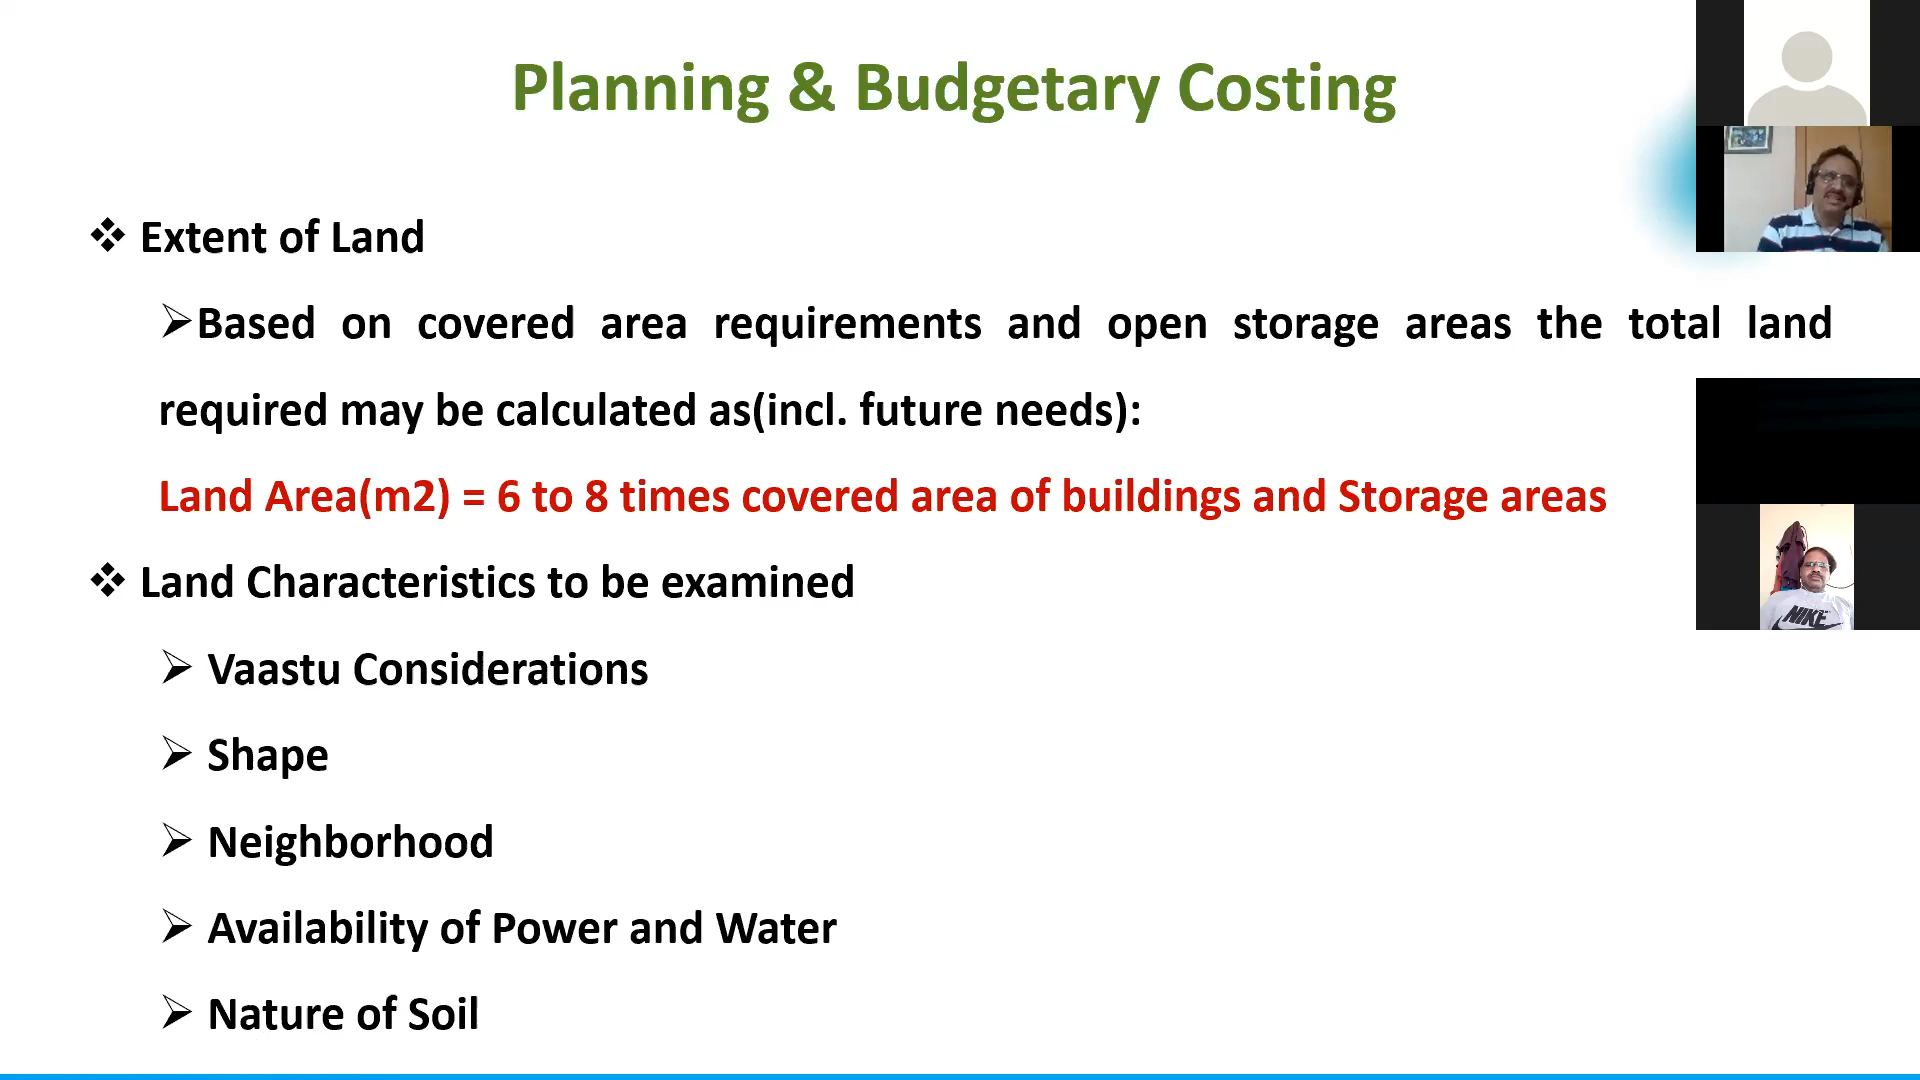 Planning & Budgetary Costing
❖ Extent of Land
➢Based on covered area requirements and open storage areas the total land
required may be calculated as(incl. future needs):
Land Area(m2) = 6 to 8 times covered area of buildings and Storage areas
❖ Land Characteristics to be examined
➢ Vaastu Considerations
➢ Shape
➢ Neighborhood
➢ Availability of Power and Water
➢ Nature of Soil
NIKE